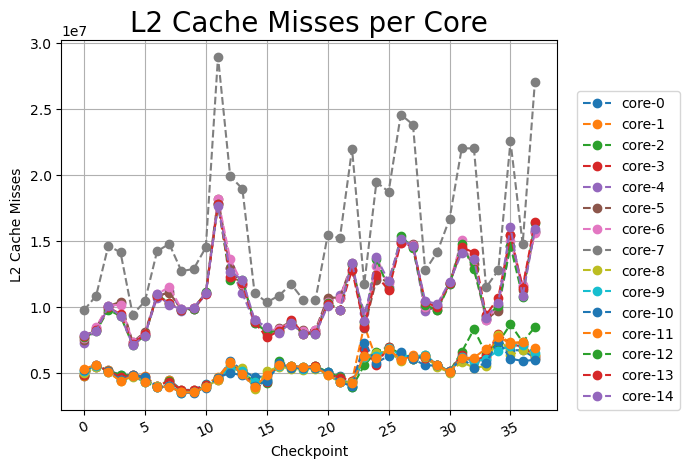 L2 Cache Misses per Core
1e7
3.0
2.5
2.0
1.5
1.0
0.5
L2 Cache Misses
0
5
10
15
20
25
30
35
Checkpoint
core-0
core-1
core-2
core-3
core-4
core-5
core-6
core-7
core-8
core-9
core-10
core-11
core-12
core-13
core-14